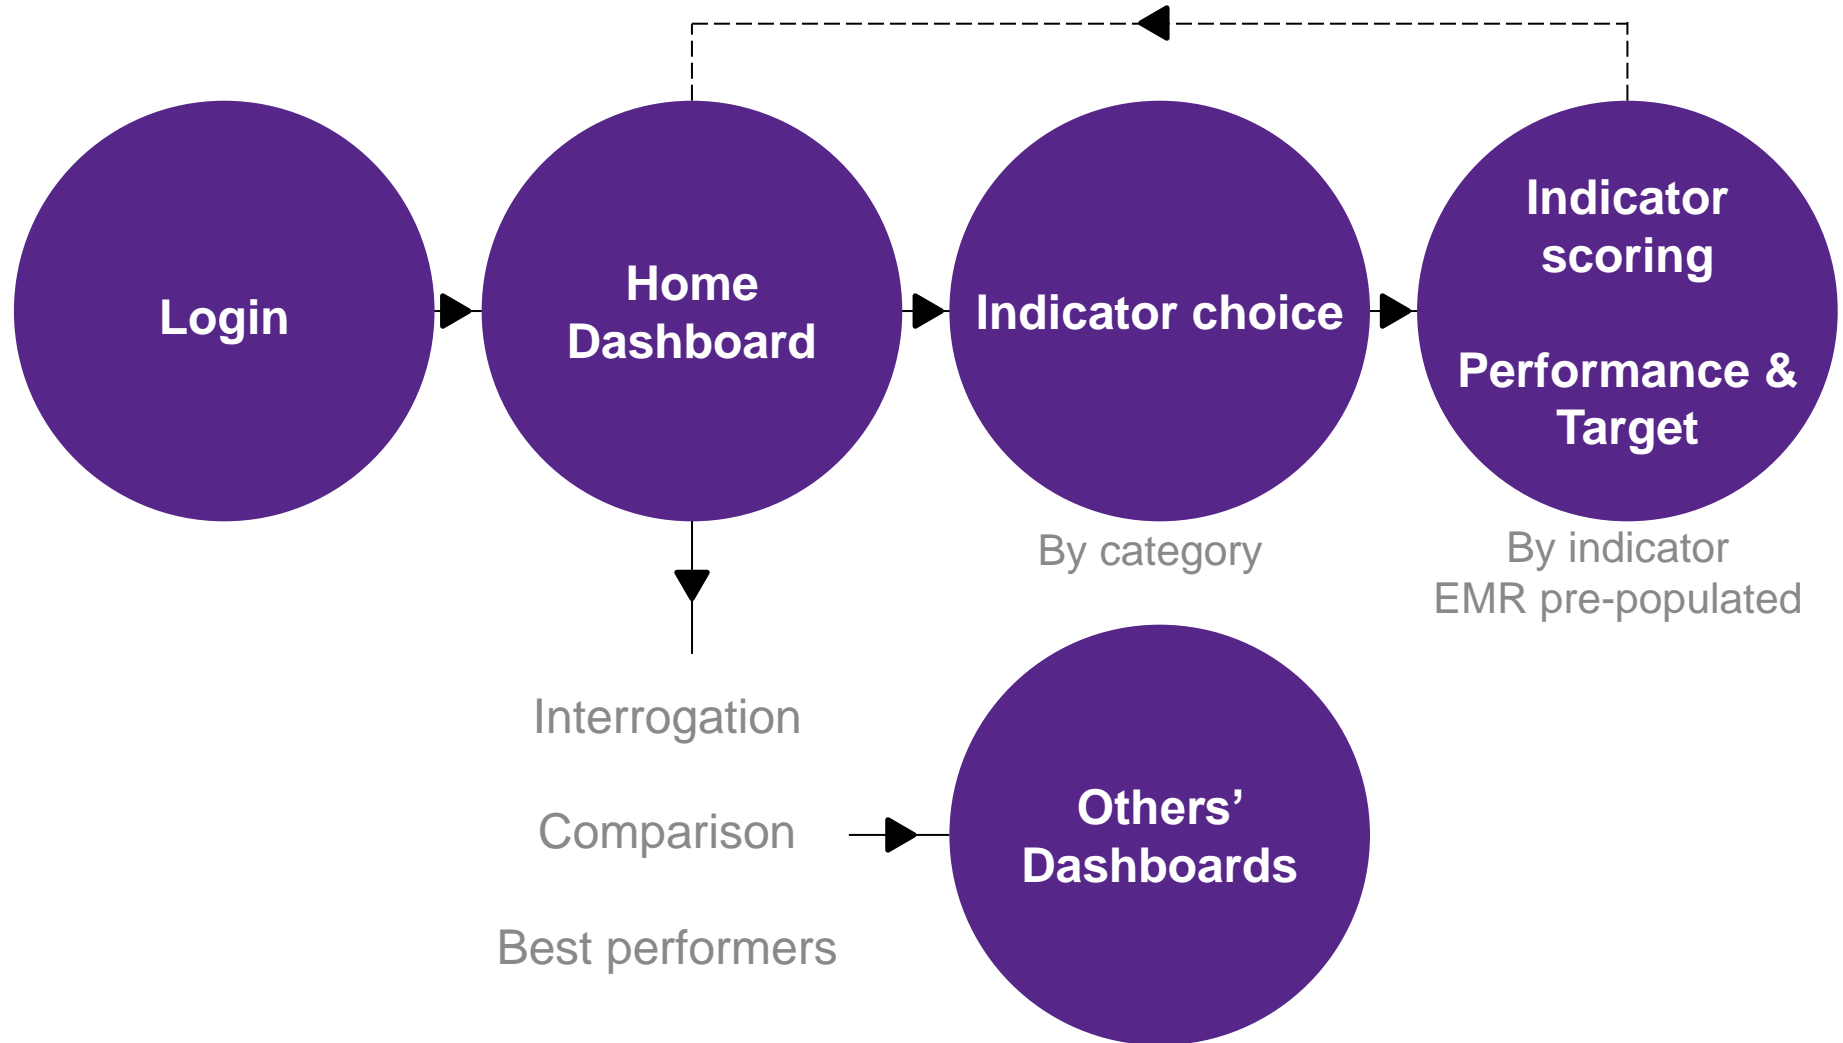 Login
Home
Dashboard
Indicator choice
Indicator
scoring
Performance &
Target
By category
By indicator
EMR pre-populated
Interrogation
Comparison
Best performers
Others’
Dashboards